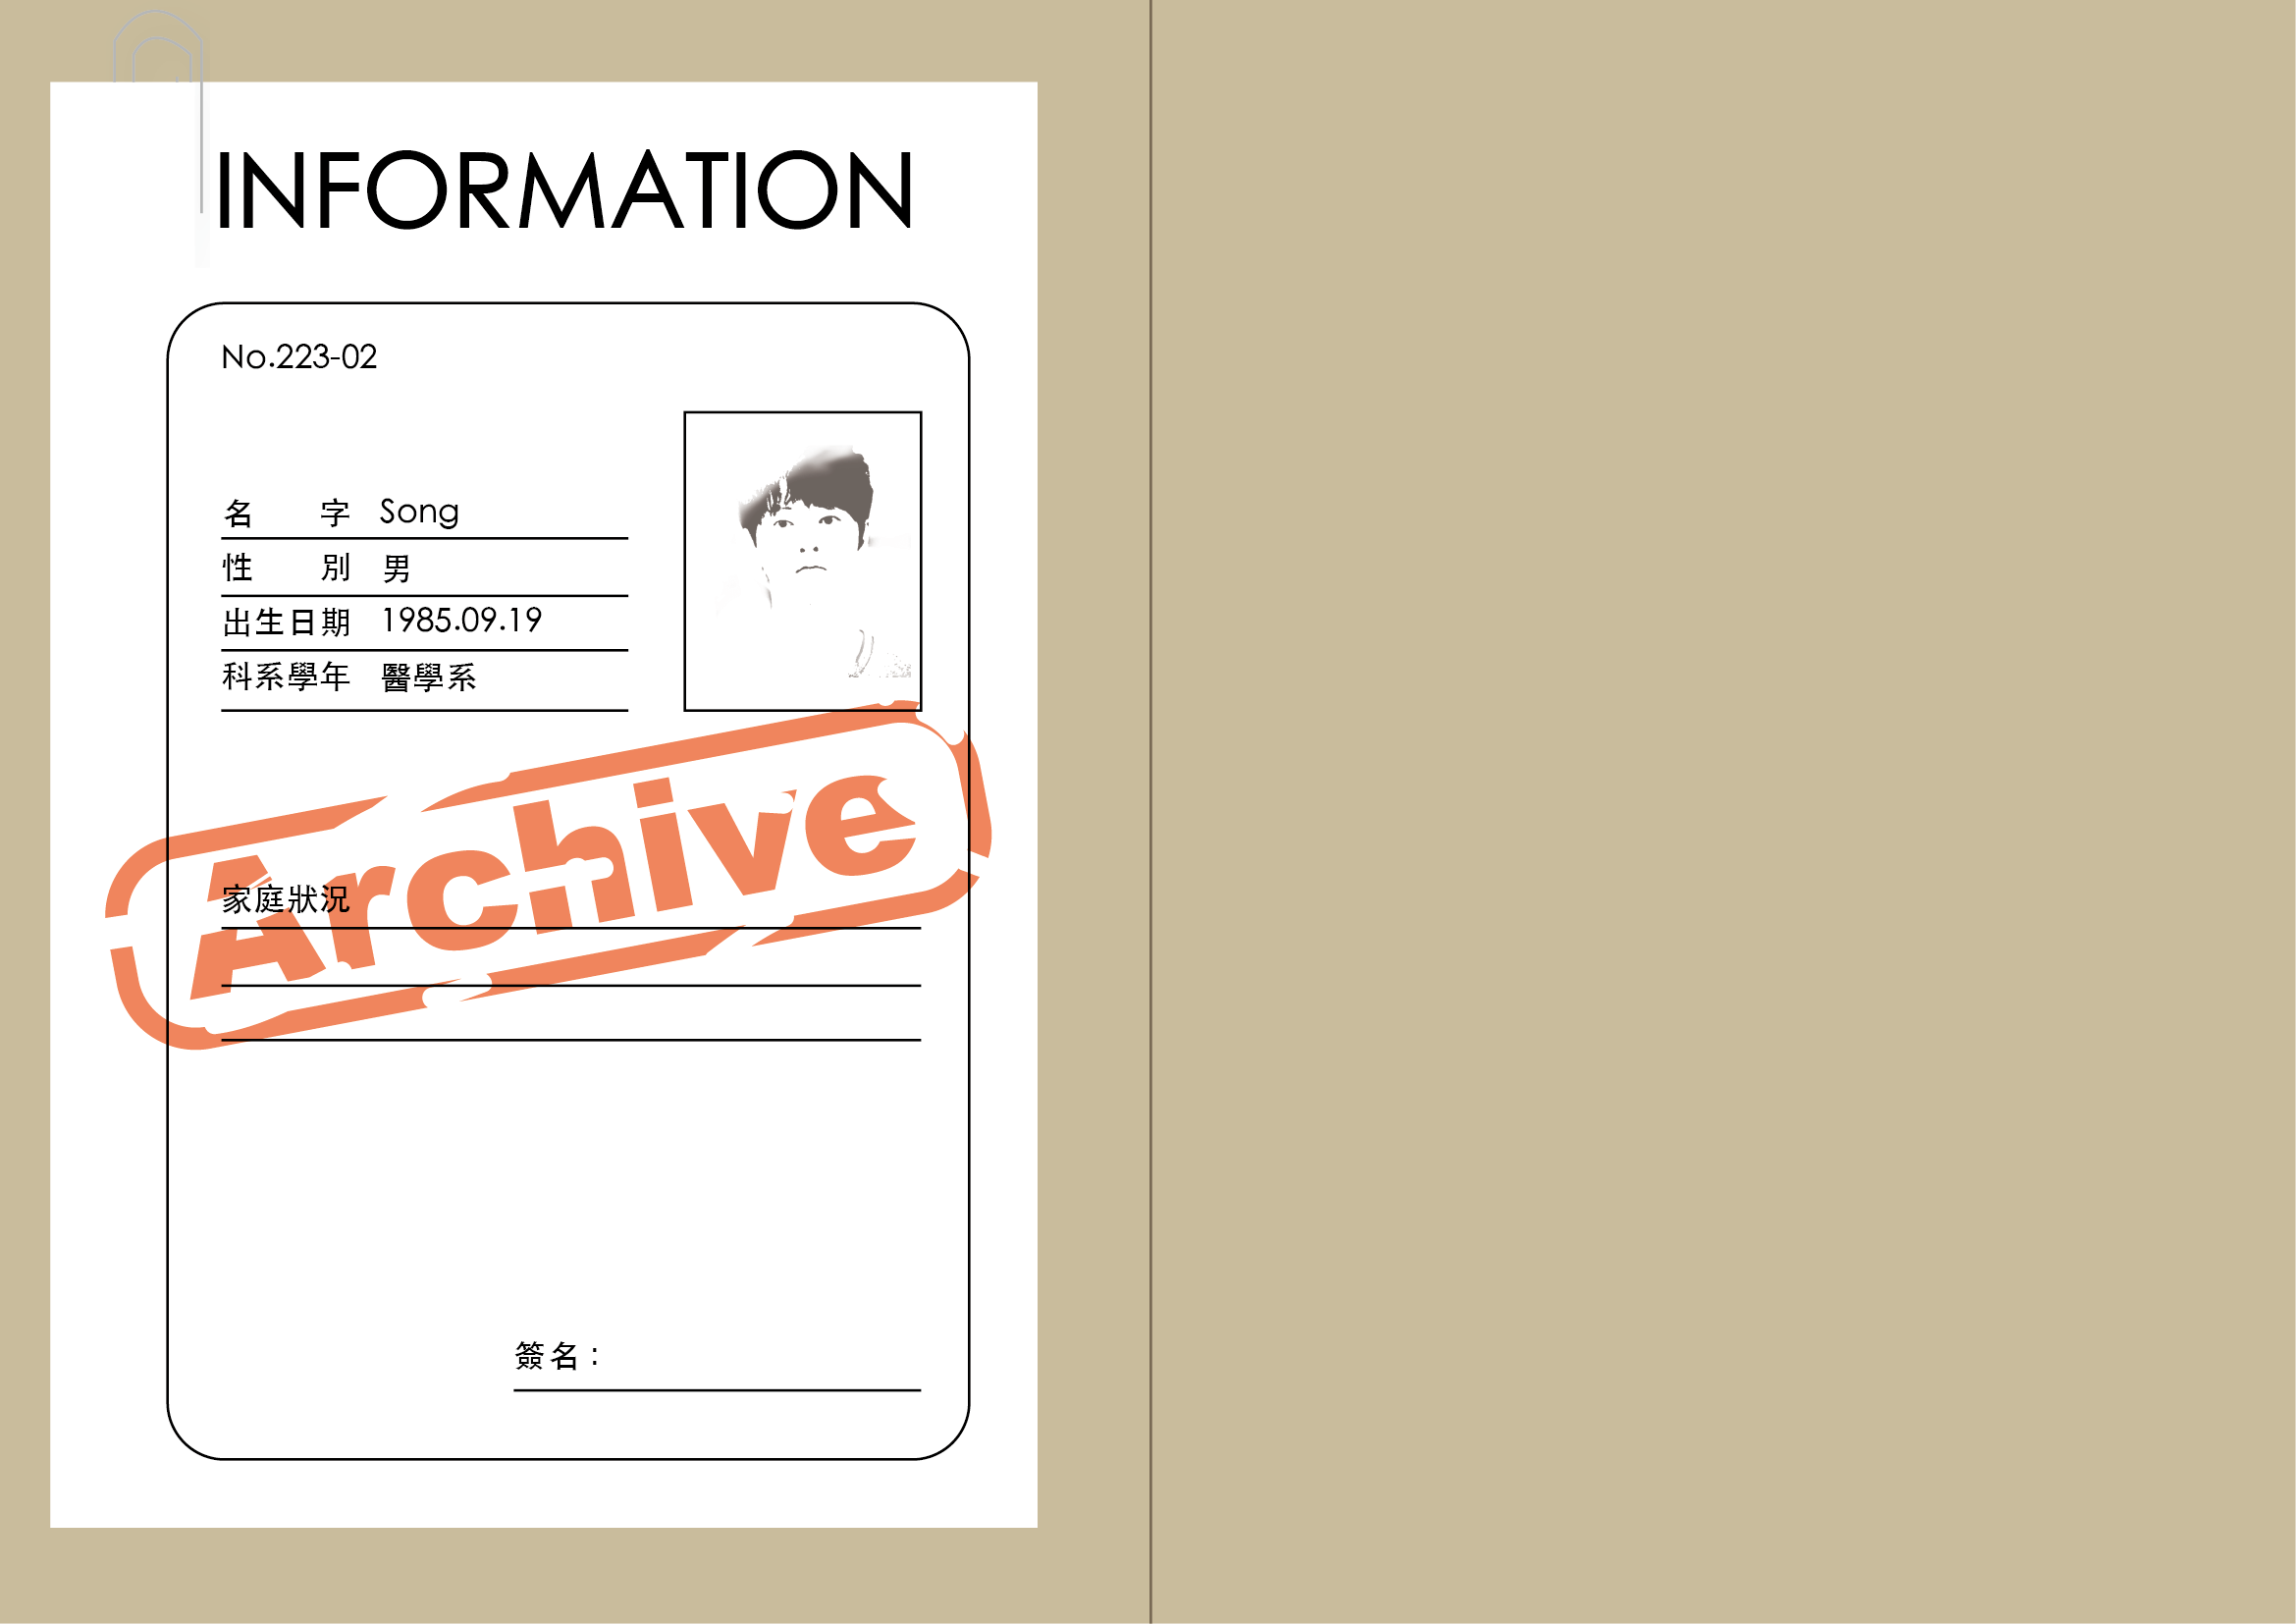 INFORMATION
No.223-02
名字 Song
性別 男
出生日期 1985.09.19
科系學年 醫學系
Archive
家庭狀況
簽名：